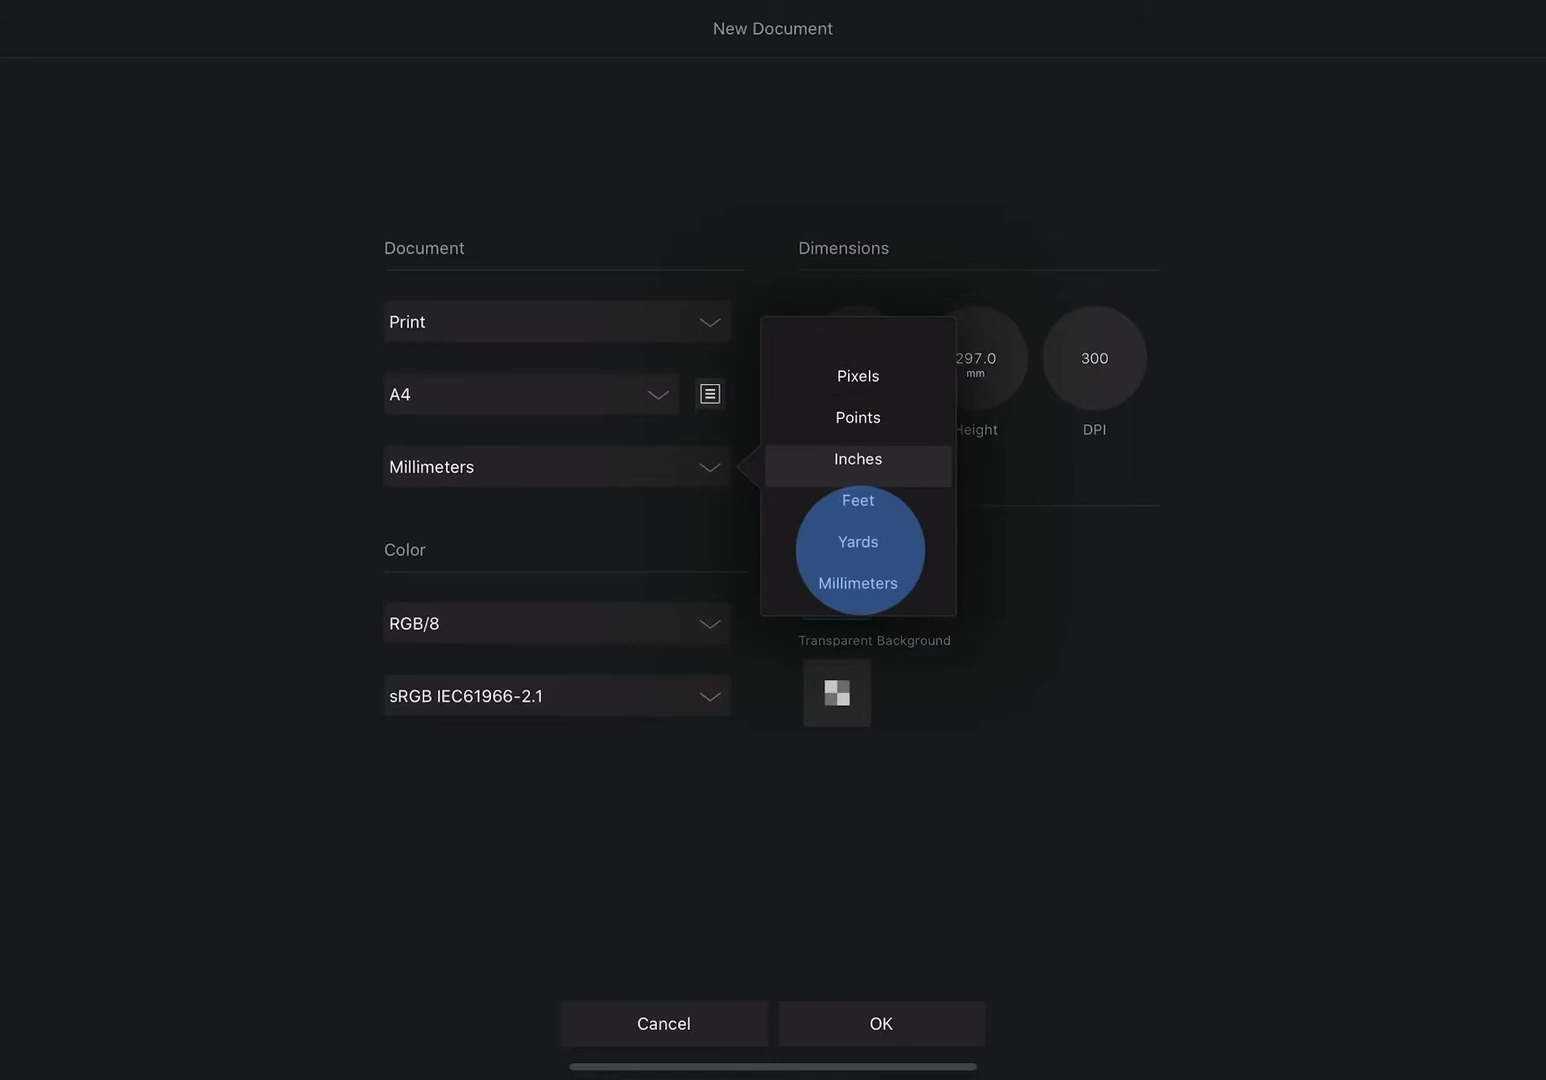 New Document
Document
Print
A4
Millimeters
Color
RGB/8
sRGB IEC61966-2.1
Dimensions
297.0
mm
Height
300
DPI
Pixels
Points
Inches
Feet
Yards
Millimeters
Transparent Background
Cancel
OK